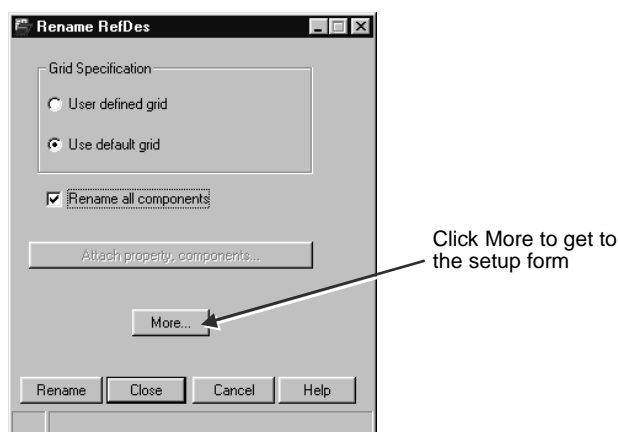 Rename RefDes
Grid Specification
User defined grid
Use default grid
Rename all components
Attach property, components...
Click More to get to
the setup form
More...
Rename Close Cancel Help